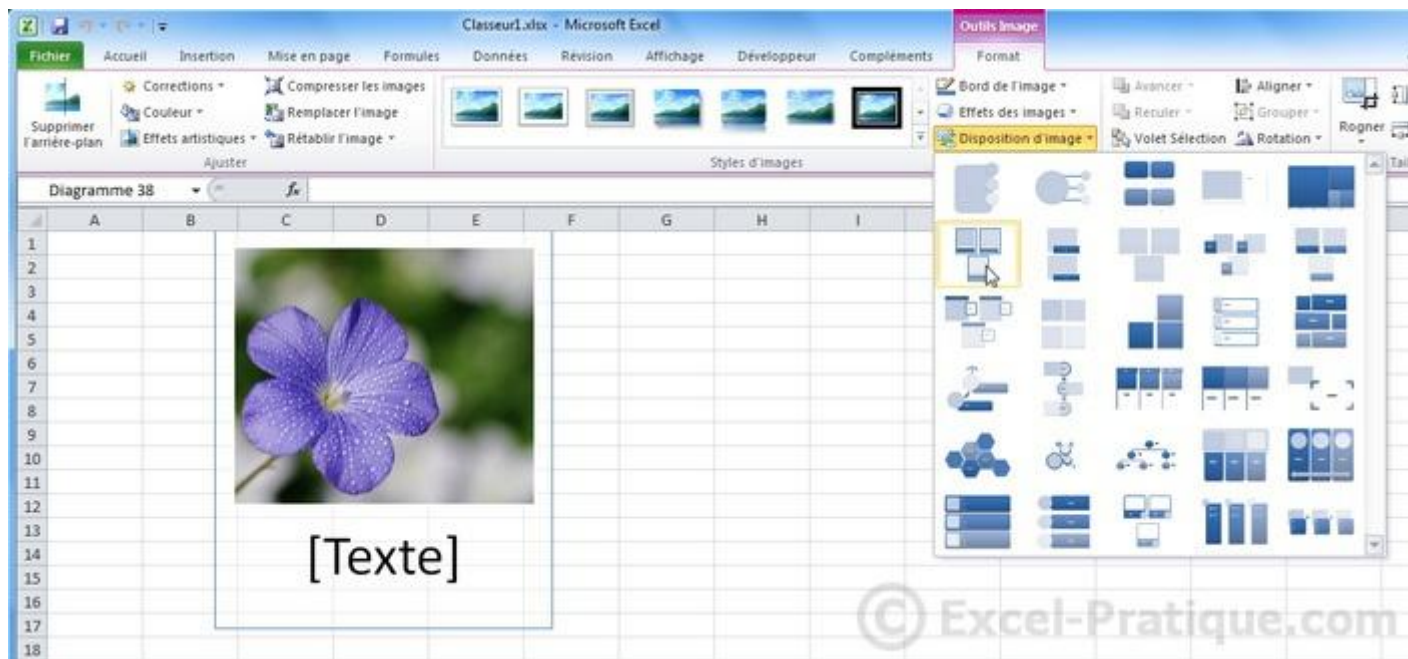 Classeur1.xlsx - Microsoft Excel Outils Image
Fichier Accueil Insertion Mise en page Formules Données Révision Affichage Développeur Compléments Format
Supprimer l'arrière-plan
Corrections
Couleur
Effets artistiques
Compresser les images
Remplacer l'image
Rétablir l'image
Bord de l'image
Effets des images
Disposition d'image
Avancer
Reculer
Volet Sélection
Aligner
Grouper
Rotation
Rogner
Ajuster Styles d'images Tai
Diagramme 38 fx
A B C D E F G H I
1
2
3
4
5
6
7
8
9
10
11
12
13
14
15
16
17
18
[Texte]
© Excel-Pratique.com